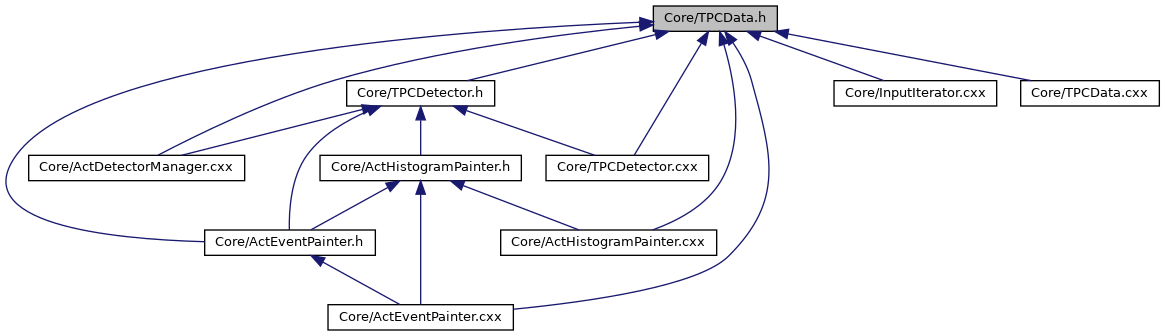 Core/TPCData.h
Core/TPCDetector.h
Core/InputIterator.cxx
Core/TPCData.cxx
Core/ActDetectorManager.cxx
Core/ActHistogramPainter.h
Core/TPCDetector.cxx
Core/ActEventPainter.h
Core/ActHistogramPainter.cxx
Core/ActEventPainter.cxx